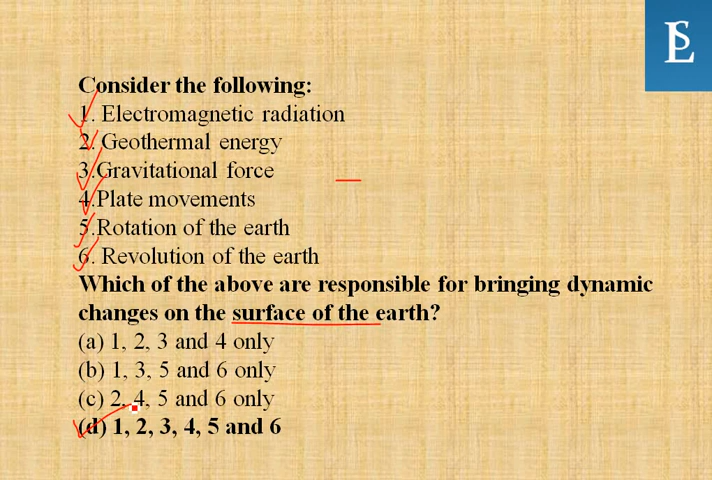 LS
Consider the following:
1. Electromagnetic radiation
2. Geothermal energy
3.Gravitational force
4.Plate movements
5.Rotation of the earth
6. Revolution of the earth
Which of the above are responsible for bringing dynamic
changes on the surface of the earth?
(a) 1, 2, 3 and 4 only
(b) 1, 3, 5 and 6 only
(c) 2, 4, 5 and 6 only
(d) 1, 2, 3, 4, 5 and 6